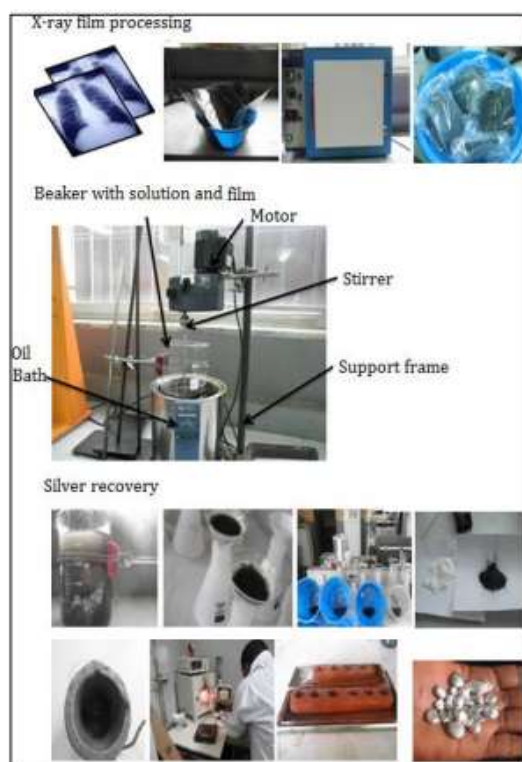 X-ray film processing
Beaker with solution and film
Motor
Stirrer
Oil
Bath
Support frame
Silver recovery